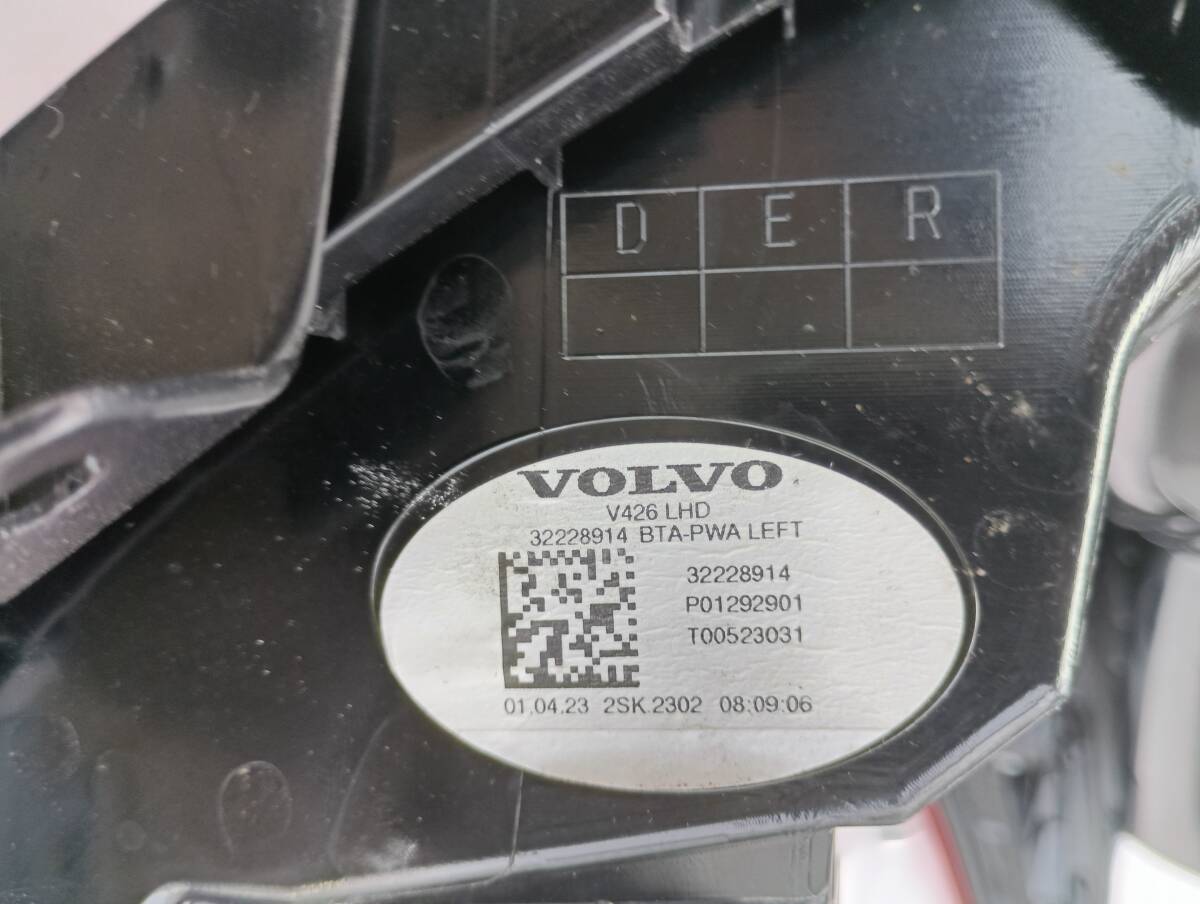 D E R
VOLVO
V426 LHD
32228914 BTA-PWA LEFT
32228914
P01292901
T00523031
01.04.23 2SK.2302 08:09:06